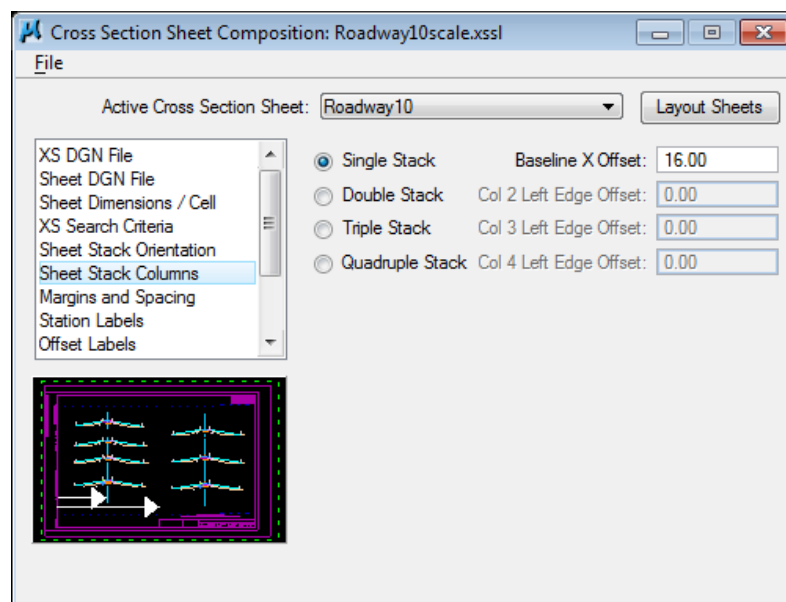 Cross Section Sheet Composition: Roadway10scale.xssl
File
Active Cross Section Sheet: Roadway10 Layout Sheets
XS DGN File
Sheet DGN File
Sheet Dimensions / Cell
XS Search Criteria
Sheet Stack Orientation
Sheet Stack Columns
Margins and Spacing
Station Labels
Offset Labels
Single Stack Baseline X Offset: 16.00
Double Stack Col 2 Left Edge Offset: 0.00
Triple Stack Col 3 Left Edge Offset: 0.00
Quadruple Stack Col 4 Left Edge Offset: 0.00